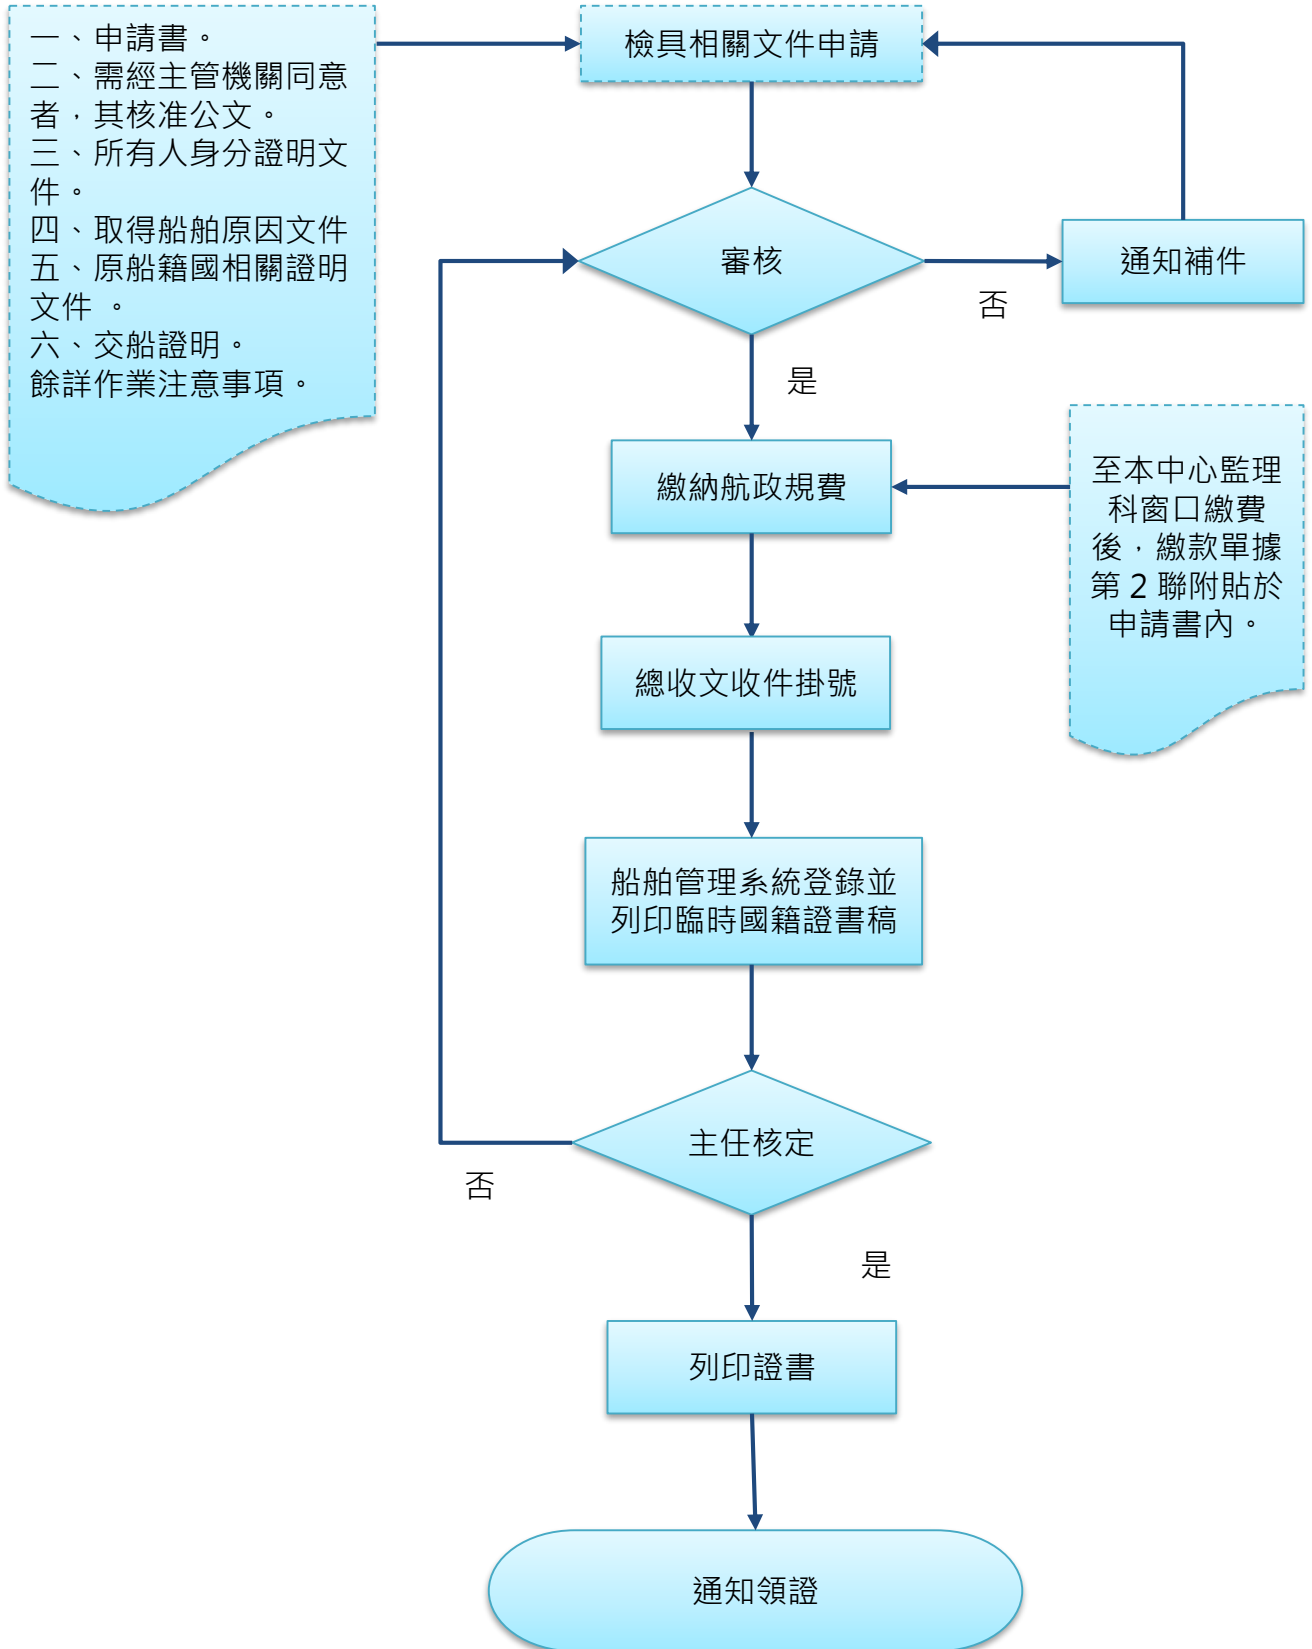 一、申請書。
二、需經主管機關同意
者，其核准公文。
三、所有人身分證明文
件。
四、取得船舶原因文件
五、原船籍國相關證明
文件 。
六、交船證明。
餘詳作業注意事項。
檢具相關文件申請
審核
否
通知補件
是
繳納航政規費
至本中心監理
科窗口繳費
後，繳款單據
第 2 聯附貼於
申請書內。
總收文收件掛號
船舶管理系統登錄並
列印臨時國籍證書稿
主任核定
否
是
列印證書
通知領證